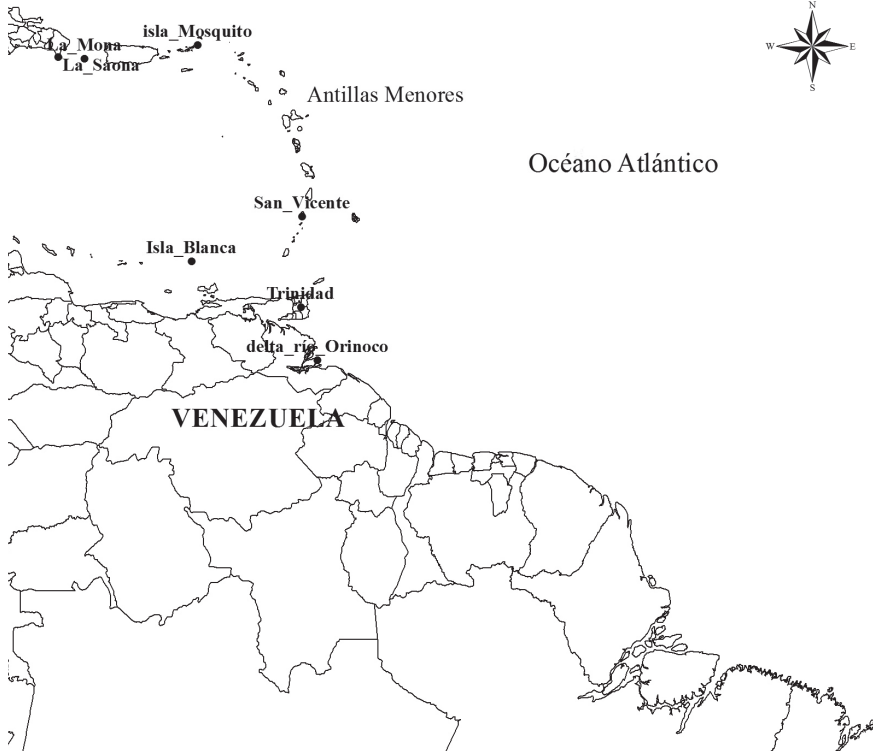 N
isla_Mosquito
La_Mona
W
E
La_Saona
S
Antillas Menores
Océano Atlántico
San_Vicente
Isla_Blanca
Trinidad
delta_río_Orinoco
VENEZUELA